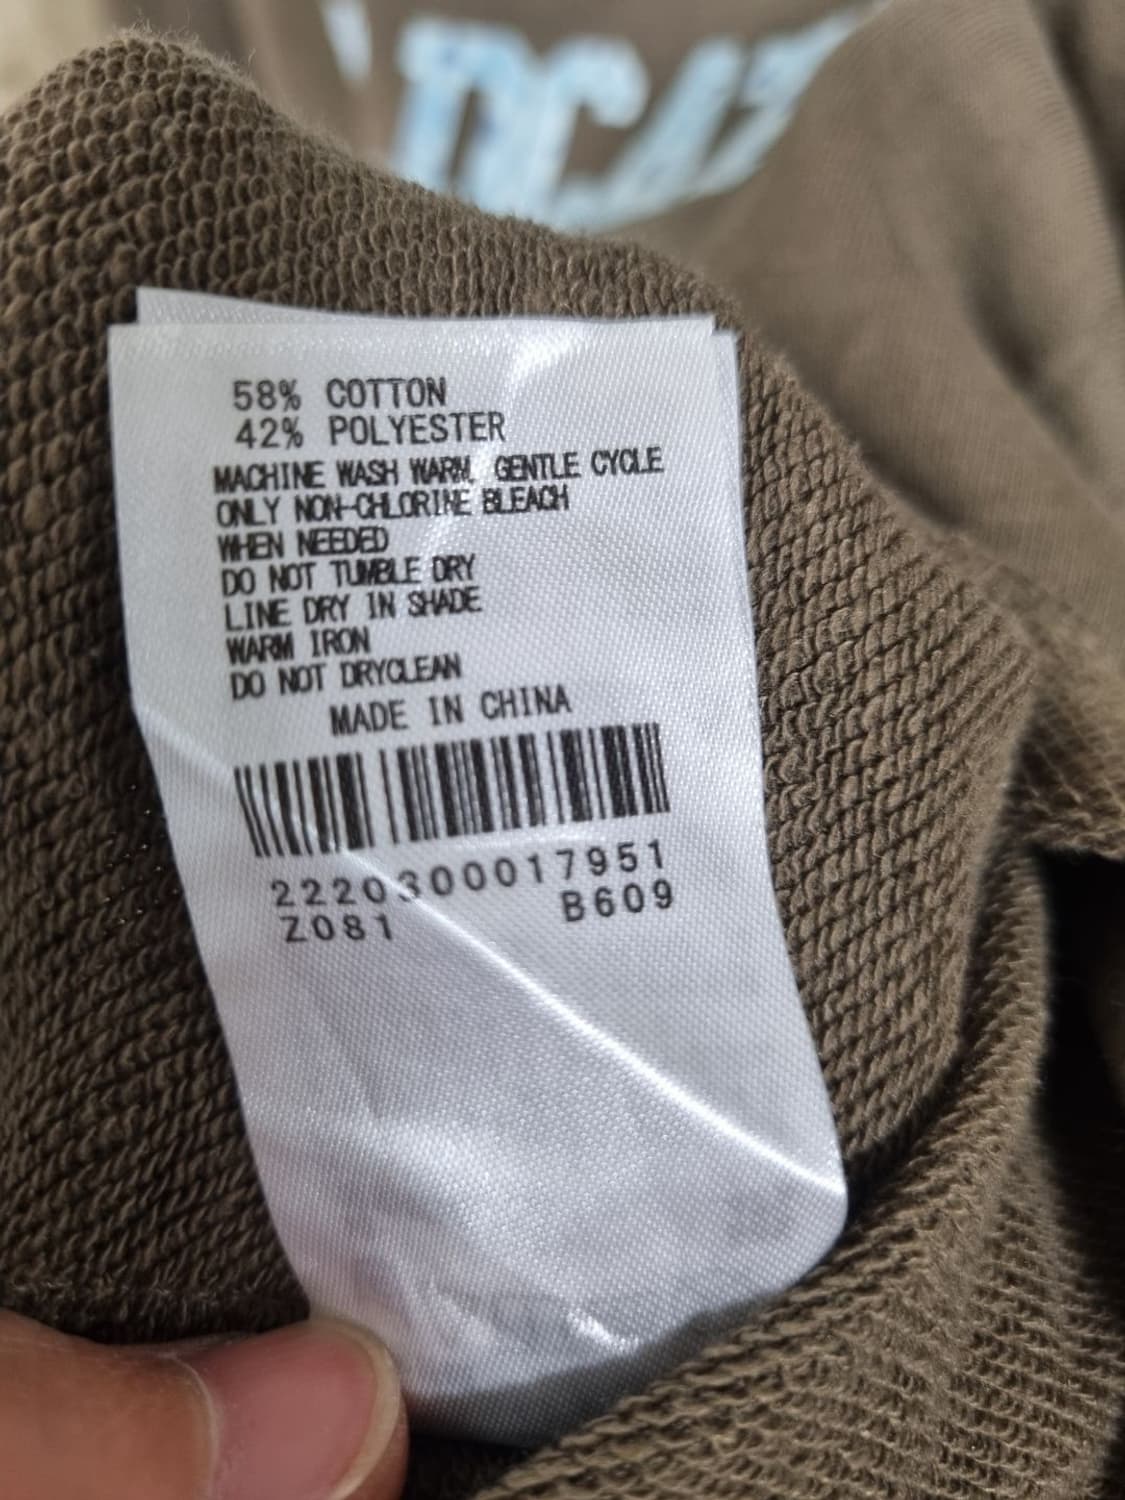 DCAT
58% COTTON
42% POLYESTER
MACHINE WASH WARM, GENTLE CYCLE
ONLY NON-CHLORINE BLEACH
WHEN NEEDED
DO NOT TUMBLE DRY
LINE DRY IN SHADE
WARM IRON
DO NOT DRYCLEAN
MADE IN CHINA
2220300017951
Z081 B609